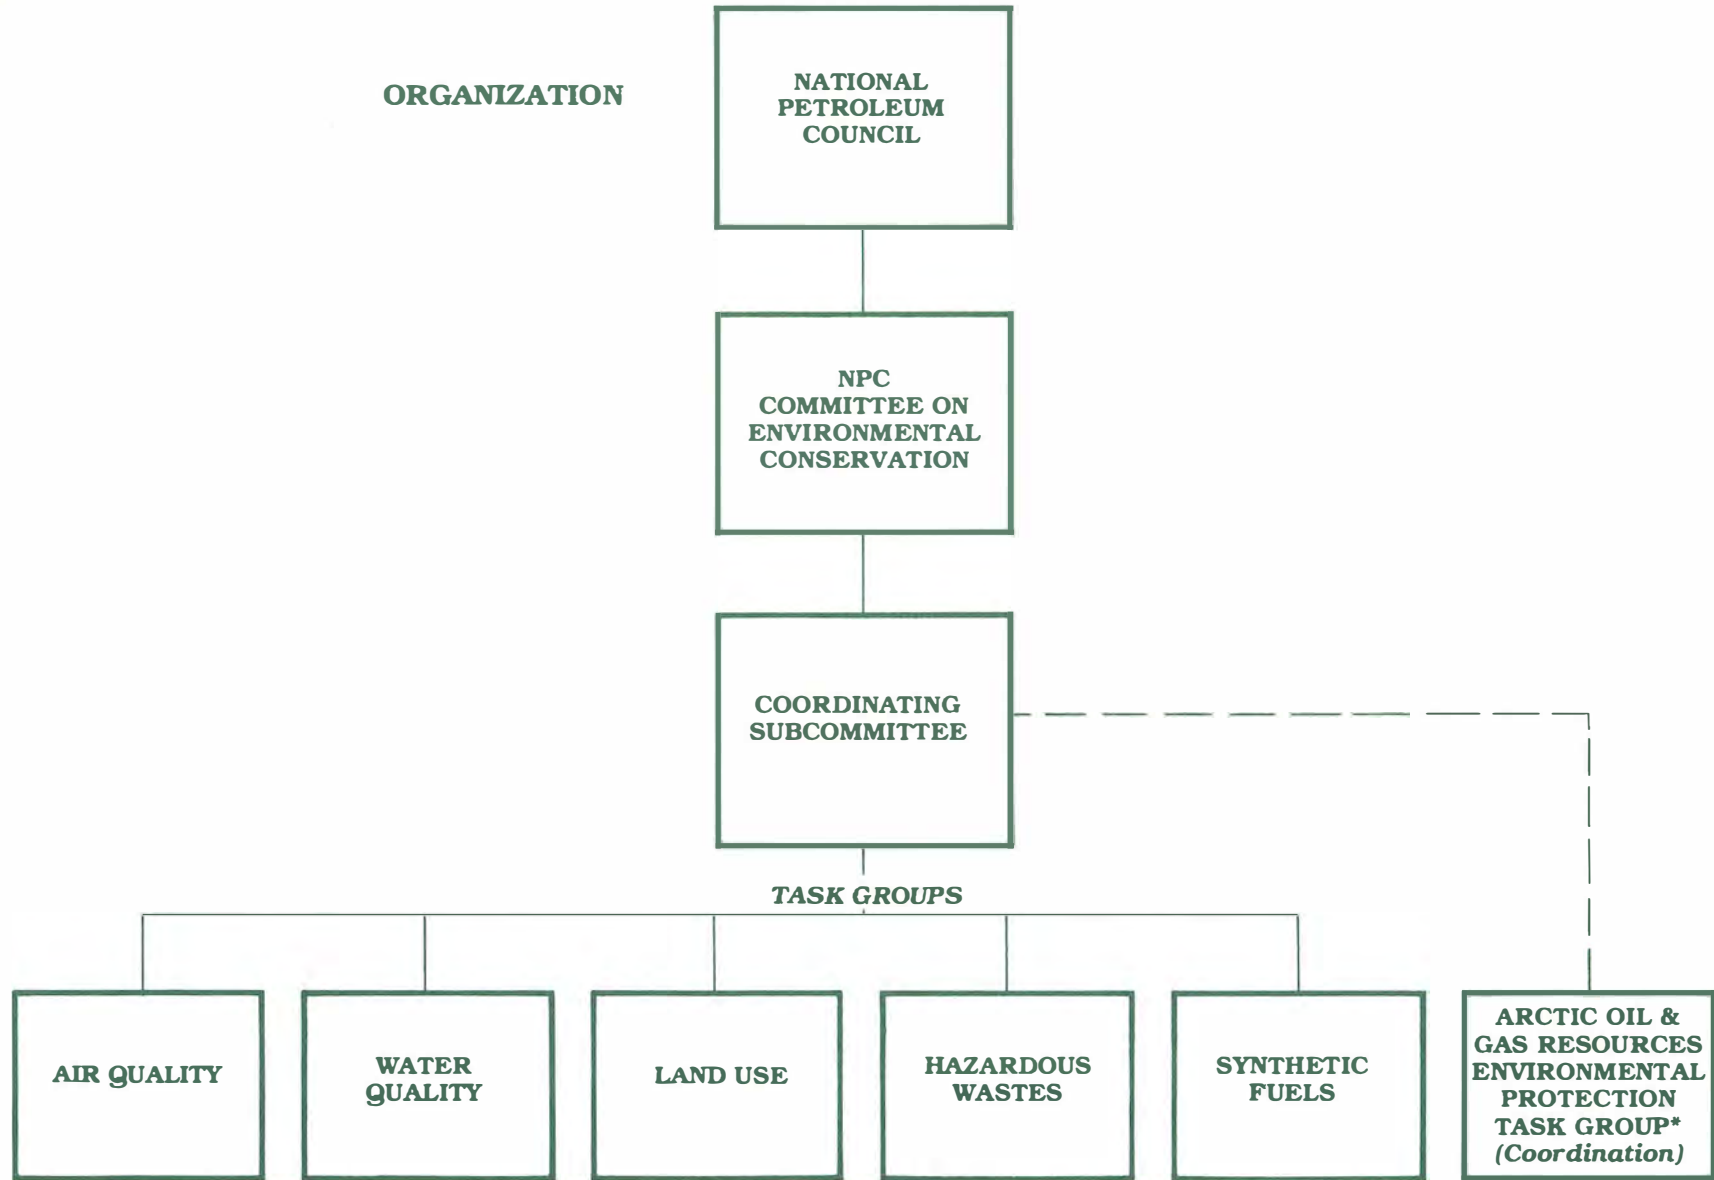 ORGANIZATION
NATIONAL
PETROLEUM
COUNCIL
NPC
COMMITTEE ON
ENVIRONMENTAL
CONSERVATION
COORDINATING
SUBCOMMITTEE
TASK GROUPS
AIR QUALITY
WATER
QUALITY
LAND USE
HAZARDOUS
WASTES
SYNTHETIC
FUELS
ARCTIC OIL &
GAS RESOURCES
ENVIRONMENTAL
PROTECTION
TASK GROUP*
(Coordination)